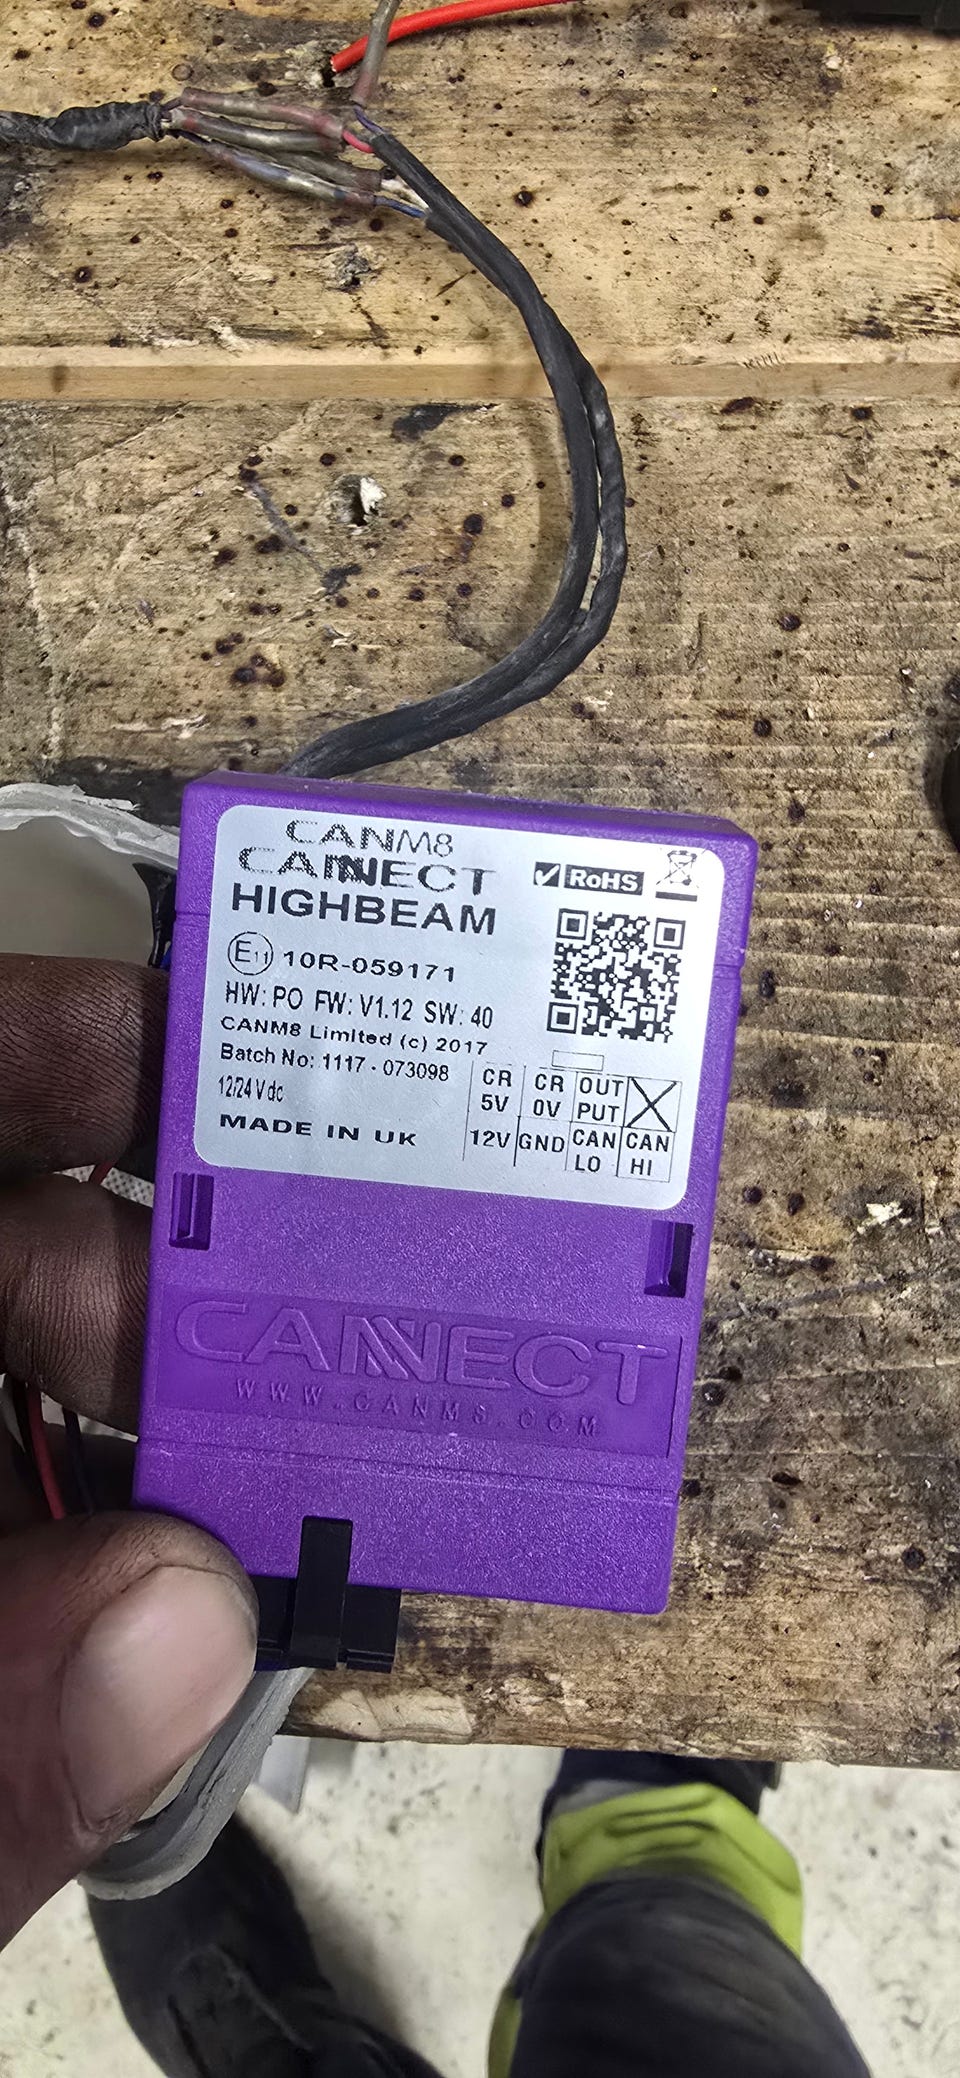 CANM8
CANNECT
HIGHBEAM
RoHS
E11 10R-059171
HW: PO FW: V1.12 SW: 40
CANM8 Limited (c) 2017
Batch No: 1117 - 073098
12/24 Vdc
MADE IN UK
CR 5V CR 0V OUT PUT
12V GND CAN LO CAN HI
CANNECT
WWW.CANM8.COM